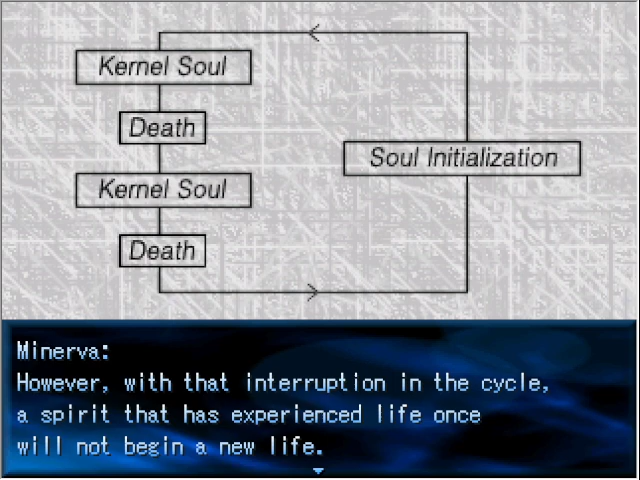 Kernel Soul
Death
Soul Initialization
Kernel Soul
Death
Minerva:
However, with that interruption in the cycle,
a spirit that has experienced life once
will not begin a new life.